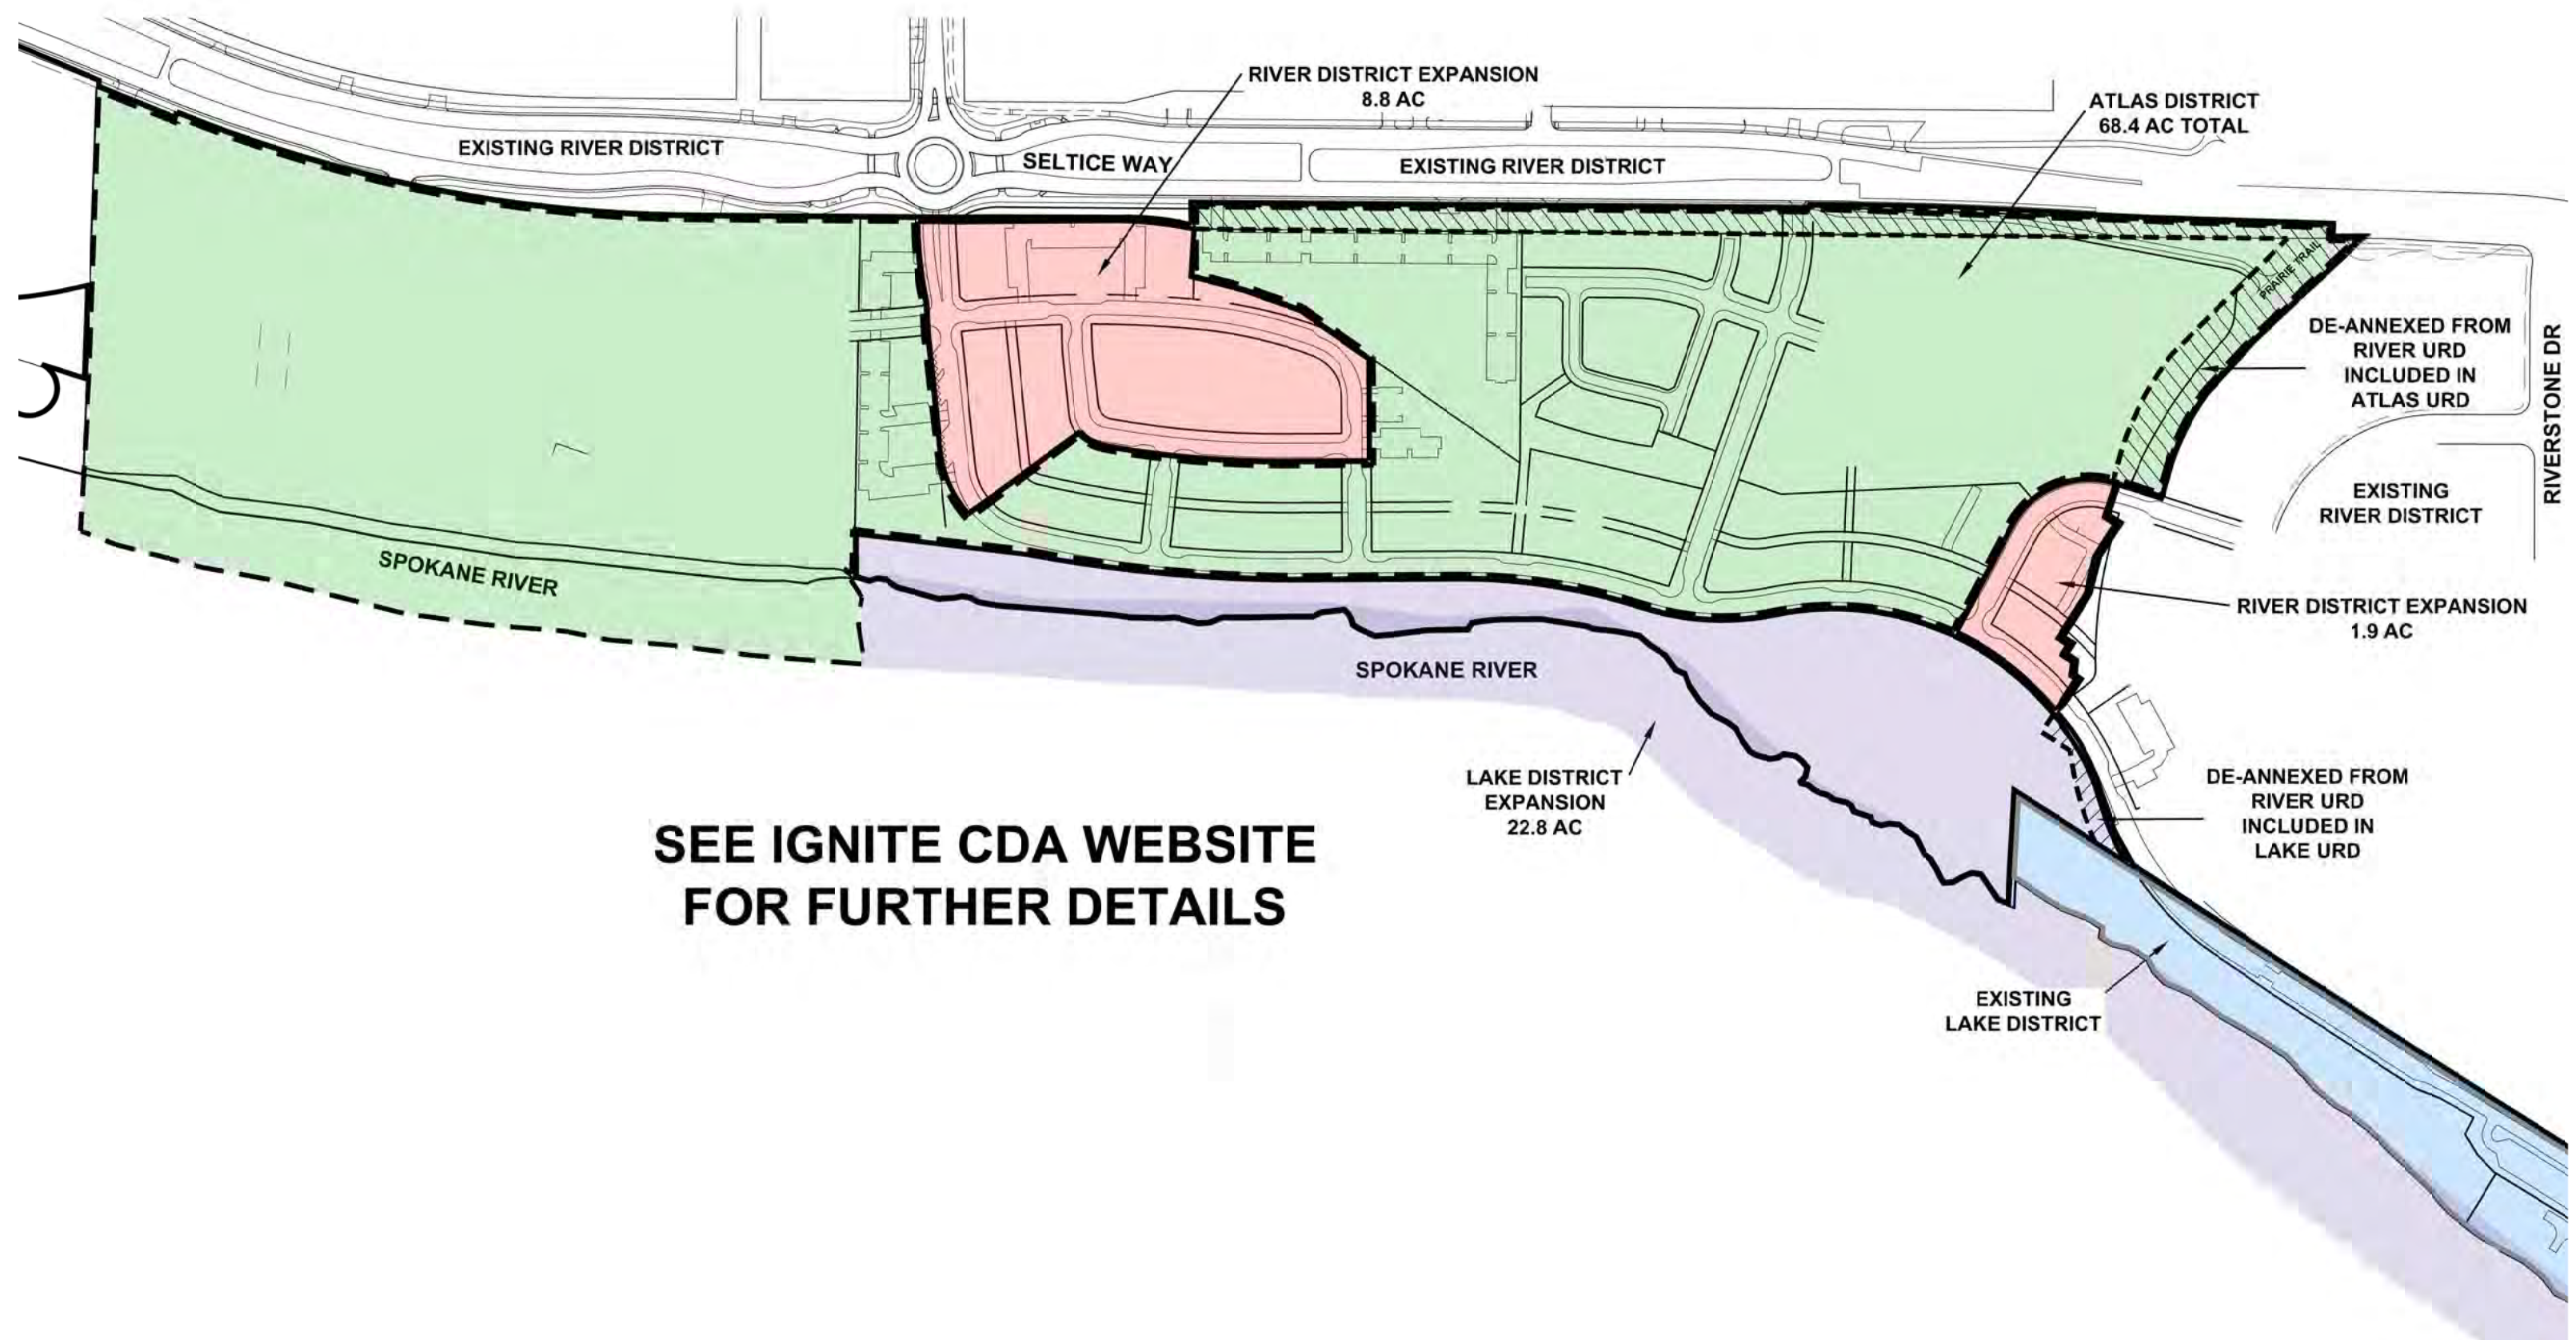 RIVER DISTRICT EXPANSION
8.8 AC
ATLAS DISTRICT
68.4 AC TOTAL
EXISTING RIVER DISTRICT
SELTICE WAY
EXISTING RIVER DISTRICT
PRAIRIE TRAIL
DE-ANNEXED FROM
RIVER URD
INCLUDED IN
ATLAS URD
RIVERSTONE DR
EXISTING
RIVER DISTRICT
SPOKANE RIVER
RIVER DISTRICT EXPANSION
1.9 AC
SPOKANE RIVER
LAKE DISTRICT
EXPANSION
22.8 AC
DE-ANNEXED FROM
RIVER URD
INCLUDED IN
LAKE URD
SEE IGNITE CDA WEBSITE
FOR FURTHER DETAILS
EXISTING
LAKE DISTRICT